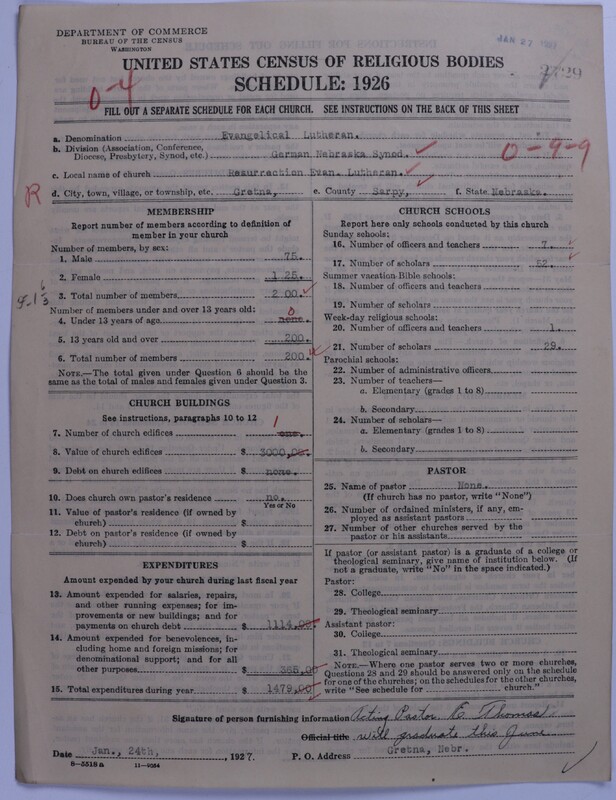 DEPARTMENT OF COMMERCE
BUREAU OF THE CENSUS
WASHINGTON
JAN 27
29
UNITED STATES CENSUS OF RELIGIOUS BODIES
SCHEDULE: 1926
0-4
FILL OUT A SEPARATE SCHEDULE FOR EACH CHURCH. SEE INSTRUCTIONS ON THE BACK OF THIS SHEET
a. Denomination Evangelical Lutheran.
b. Division (Association, Conference,
Diocese, Presbytery, Synod, etc.) German Nebraska Synod.
0-9-9
c. Local name of church Resurrection Evan. Lutheran.
R
d. City, town, village, or township, etc. Gretna, e. County Sarpy, f. State Nebraska.
MEMBERSHIP
Report number of members according to definition of
member in your church
Number of members, by sex:
1. Male 75.
2. Female 125.
3. Total number of members 200.
Number of members under and over 13 years old:
0
4. Under 13 years of age none.
5. 13 years old and over 200.
6. Total number of members 200.
NOTE.—The total given under Question 6 should be
the same as the total of males and females given under Question 3.
CHURCH BUILDINGS
See instructions, paragraphs 10 to 12
1
7. Number of church edifices one.
8. Value of church edifices $ 3000,00.
9. Debt on church edifices $ none.
10. Does church own pastor's residence no.
Yes or No
11. Value of pastor's residence (if owned by
church) $
12. Debt on pastor's residence (if owned by
church) $
EXPENDITURES
Amount expended by your church during last fiscal year
13. Amount expended for salaries, repairs,
and other running expenses; for im-
provements or new buildings; and for
payments on church debt $ 1114,00.
14. Amount expended for benevolences, in-
cluding home and foreign missions; for
denominational support; and for all
other purposes $ 365,00
15. Total expenditures during year $ 1479,00
CHURCH SCHOOLS
Report here only schools conducted by this church
Sunday schools:
16. Number of officers and teachers 7.
17. Number of scholars 52.
Summer vacation Bible schools:
18. Number of officers and teachers
19. Number of scholars
Week-day religious schools:
20. Number of officers and teachers 1.
21. Number of scholars 29.
Parochial schools:
22. Number of administrative officers
23. Number of teachers—
a. Elementary (grades 1 to 8)
b. Secondary
24. Number of scholars—
a. Elementary (grades 1 to 8)
b. Secondary
PASTOR
25. Name of pastor None.
(If church has no pastor, write "None")
26. Number of ordained ministers, if any, em-
ployed as assistant pastors
27. Number of other churches served by the
pastor or his assistants
If pastor (or assistant pastor) is a graduate of a college or
theological seminary, give name of institution below. (If
not a graduate, write "No" in the space indicated.)
Pastor:
28. College
29. Theological seminary
Assistant pastor:
30. College
31. Theological seminary
NOTE.—Where one pastor serves two or more churches,
Questions 28 and 29 should be answered only on the schedule
for one of the churches; on the schedules for the other churches,
write "See schedule for church."
Signature of person furnishing information Acting Pastor E. Thomas
Official title will graduate this June
Date Jan., 24th, 1927. P. O. Address Gretna, Nebr.
8-5518 a 11-9064